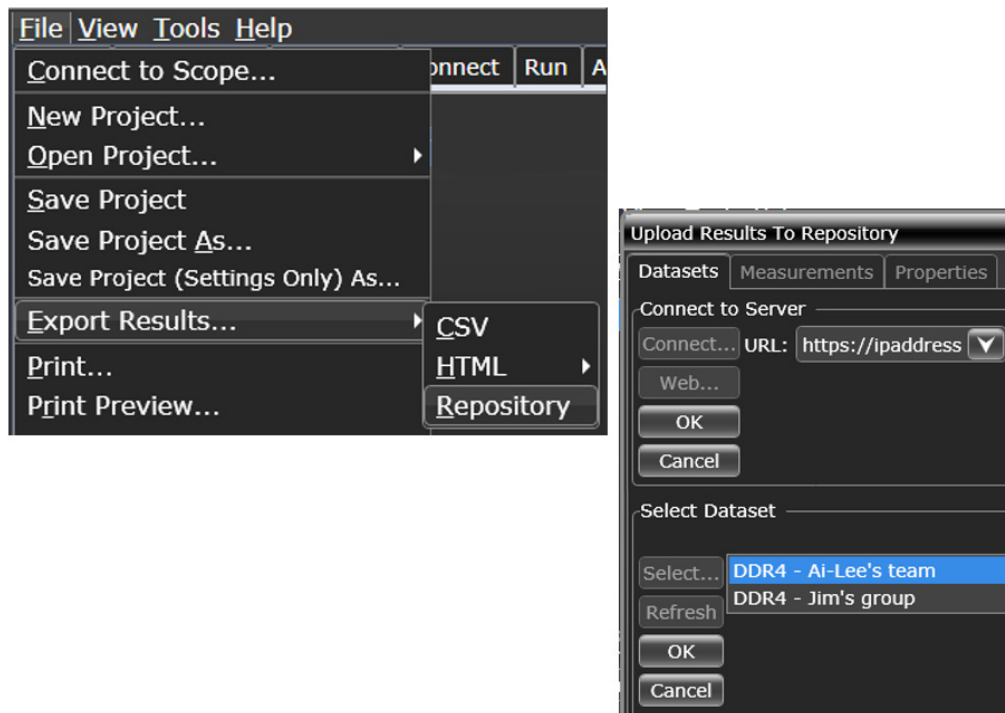 File View Tools Help
Connect to Scope...
Run
New Project...
Open Project...
Save Project
Save Project As...
Save Project (Settings Only) As...
Export Results...
CSV
HTML
Repository
Print...
Print Preview...
Upload Results To Repository
Datasets Measurements Properties
Connect to Server
Connect... URL: https://ipaddress
Web...
OK
Cancel
Select Dataset
Select... DDR4 - Ai-Lee's team
DDR4 - Jim's group
Refresh
OK
Cancel